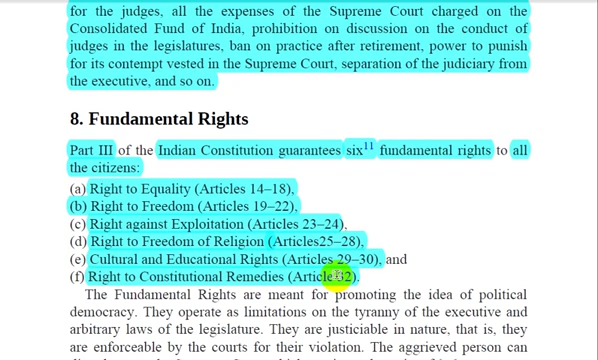 for the judges, all the expenses of the Supreme Court charged on the
Consolidated Fund of India, prohibition on discussion on the conduct of
judges in the legislatures, ban on practice after retirement, power to punish
for its contempt vested in the Supreme Court, separation of the judiciary from
the executive, and so on.
8. Fundamental Rights
Part III of the Indian Constitution guarantees six11 fundamental rights to all
the citizens:
(a) Right to Equality (Articles 14–18),
(b) Right to Freedom (Articles 19–22),
(c) Right against Exploitation (Articles 23–24),
(d) Right to Freedom of Religion (Articles25–28),
(e) Cultural and Educational Rights (Articles 29–30), and
(f) Right to Constitutional Remedies (Article 32).
The Fundamental Rights are meant for promoting the idea of political
democracy. They operate as limitations on the tyranny of the executive and
arbitrary laws of the legislature. They are justiciable in nature, that is, they
are enforceable by the courts for their violation. The aggrieved person can